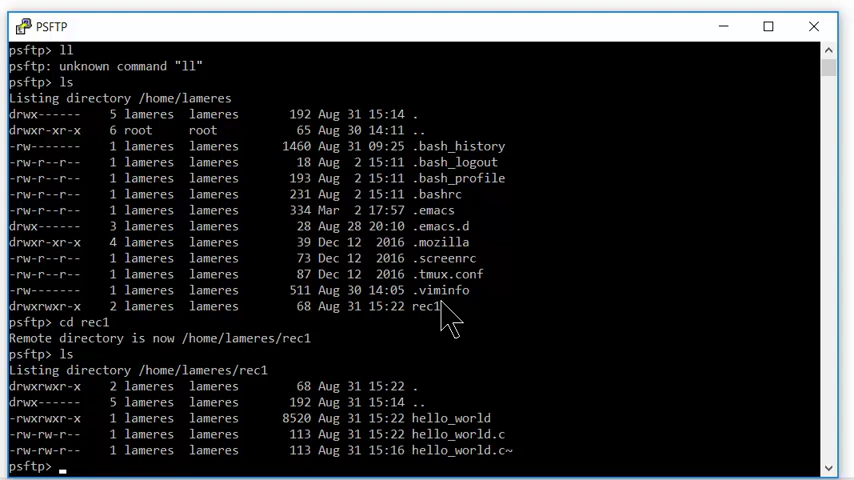 PSFTP
psftp> ll
psftp: unknown command "ll"
psftp> ls
Listing directory /home/lameres
drwx------    5 lameres  lameres       192 Aug 31 15:14 .
drwxr-xr-x    6 root     root           65 Aug 30 14:11 ..
-rw-------    1 lameres  lameres      1460 Aug 31 09:25 .bash_history
-rw-r--r--    1 lameres  lameres        18 Aug  2 15:11 .bash_logout
-rw-r--r--    1 lameres  lameres       193 Aug  2 15:11 .bash_profile
-rw-r--r--    1 lameres  lameres       231 Aug  2 15:11 .bashrc
-rw-r--r--    1 lameres  lameres       334 Mar  2 17:57 .emacs
drwx------    3 lameres  lameres        28 Aug 28 20:10 .emacs.d
drwxr-xr-x    4 lameres  lameres        39 Dec 12  2016 .mozilla
-rw-r--r--    1 lameres  lameres        73 Dec 12  2016 .screenrc
-rw-r--r--    1 lameres  lameres        87 Dec 12  2016 .tmux.conf
-rw-------    1 lameres  lameres       511 Aug 30 14:05 .viminfo
drwxrwxr-x    2 lameres  lameres        68 Aug 31 15:22 rec1
psftp> cd rec1
Remote directory is now /home/lameres/rec1
psftp> ls
Listing directory /home/lameres/rec1
drwxrwxr-x    2 lameres  lameres        68 Aug 31 15:22 .
drwx------    5 lameres  lameres       192 Aug 31 15:14 ..
-rwxrwxr-x    1 lameres  lameres      8520 Aug 31 15:22 hello_world
-rw-rw-r--    1 lameres  lameres       113 Aug 31 15:22 hello_world.c
-rw-rw-r--    1 lameres  lameres       113 Aug 31 15:16 hello_world.c~
psftp>